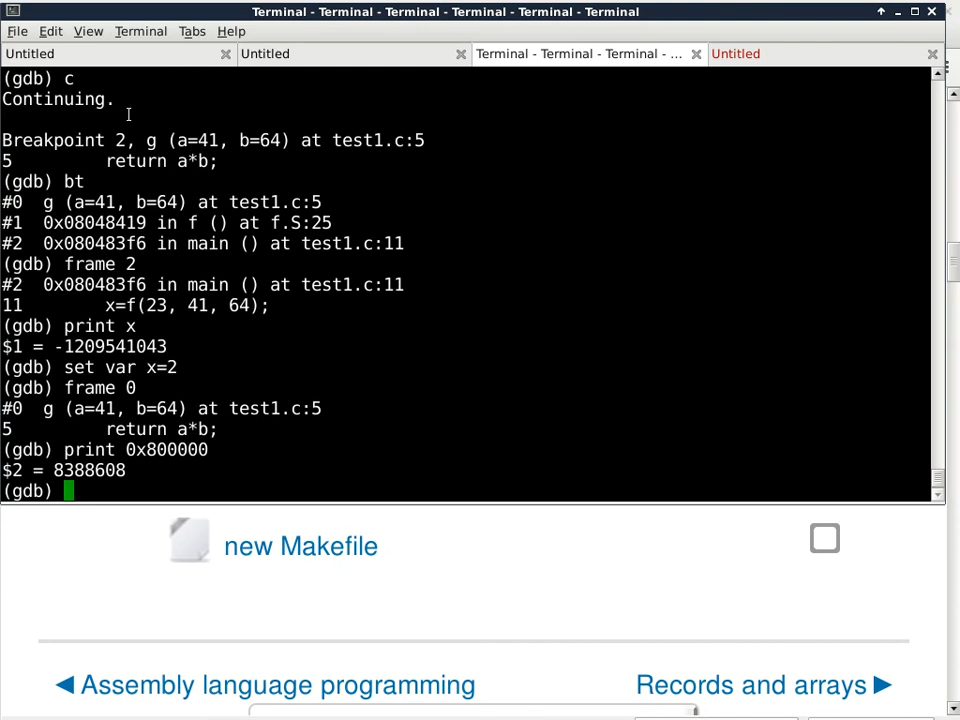 Terminal - Terminal - Terminal - Terminal - Terminal - Terminal
File Edit View Terminal Tabs Help
Untitled Untitled Terminal - Terminal - Terminal - ... Untitled
(gdb) c
Continuing.
Breakpoint 2, g (a=41, b=64) at test1.c:5
5         return a*b;
(gdb) bt
#0  g (a=41, b=64) at test1.c:5
#1  0x08048419 in f () at f.S:25
#2  0x080483f6 in main () at test1.c:11
(gdb) frame 2
#2  0x080483f6 in main () at test1.c:11
11        x=f(23, 41, 64);
(gdb) print x
$1 = -1209541043
(gdb) set var x=2
(gdb) frame 0
#0  g (a=41, b=64) at test1.c:5
5         return a*b;
(gdb) print 0x800000
$2 = 8388608
(gdb)
new Makefile
◀ Assembly language programming Records and arrays ▶